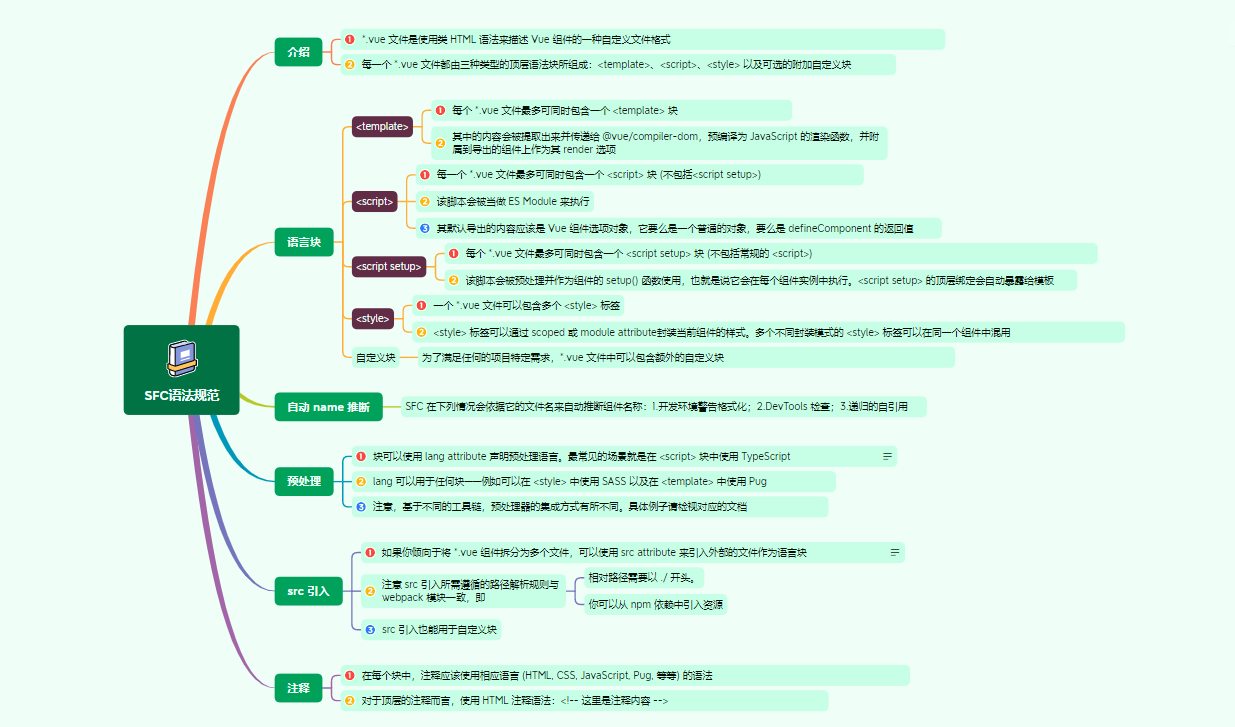 SFC语法规范
介绍
1 *.vue 文件是使用类 HTML 语法来描述 Vue 组件的一种自定义文件格式
2 每一个 *.vue 文件都由三种类型的顶层语法块所组成：<template>、<script>、<style> 以及可选的附加自定义块
语言块
<template>
1 每个 *.vue 文件最多可同时包含一个 <template> 块
2 其中的内容会被提取出来并传递给 @vue/compiler-dom，预编译为 JavaScript 的渲染函数，并附
属到导出的组件上作为其 render 选项
<script>
1 每一个 *.vue 文件最多可同时包含一个 <script> 块 (不包括<script setup>)
2 该脚本会被当做 ES Module 来执行
3 其默认导出的内容应该是 Vue 组件选项对象，它要么是一个普通的对象，要么是 defineComponent 的返回值
<script setup>
1 每个 *.vue 文件最多可同时包含一个 <script setup> 块 (不包括常规的 <script>)
2 该脚本会被预处理并作为组件的 setup() 函数使用，也就是说它会在每个组件实例中执行。<script setup> 的顶层绑定会自动暴露给模板
<style>
1 一个 *.vue 文件可以包含多个 <style> 标签
2 <style> 标签可以通过 scoped 或 module attribute封装当前组件的样式。多个不同封装模式的 <style> 标签可以在同一个组件中混用
自定义块
为了满足任何的项目特定需求，*.vue 文件中可以包含额外的自定义块
自动 name 推断
SFC 在下列情况会依据它的文件名来自动推断组件名称：1.开发环境警告格式化；2.DevTools 检查；3.递归的自引用
预处理
1 块可以使用 lang attribute 声明预处理语言。最常见的场景就是在 <script> 块中使用 TypeScript
2 lang 可以用于任何块——例如可以在 <style> 中使用 SASS 以及在 <template> 中使用 Pug
3 注意，基于不同的工具链，预处理器的集成方式有所不同。具体例子请检视对应的文档
src 引入
1 如果你倾向于将 *.vue 组件拆分为多个文件，可以使用 src attribute 来引入外部的文件作为语言块
2 注意 src 引入所需遵循的路径解析规则与
webpack 模块一致，即
相对路径需要以 ./ 开头。
你可以从 npm 依赖中引入资源
3 src 引入也能用于自定义块
注释
1 在每个块中，注释应该使用相应语言 (HTML, CSS, JavaScript, Pug, 等等) 的语法
2 对于顶层的注释而言，使用 HTML 注释语法：<!-- 这里是注释内容 -->